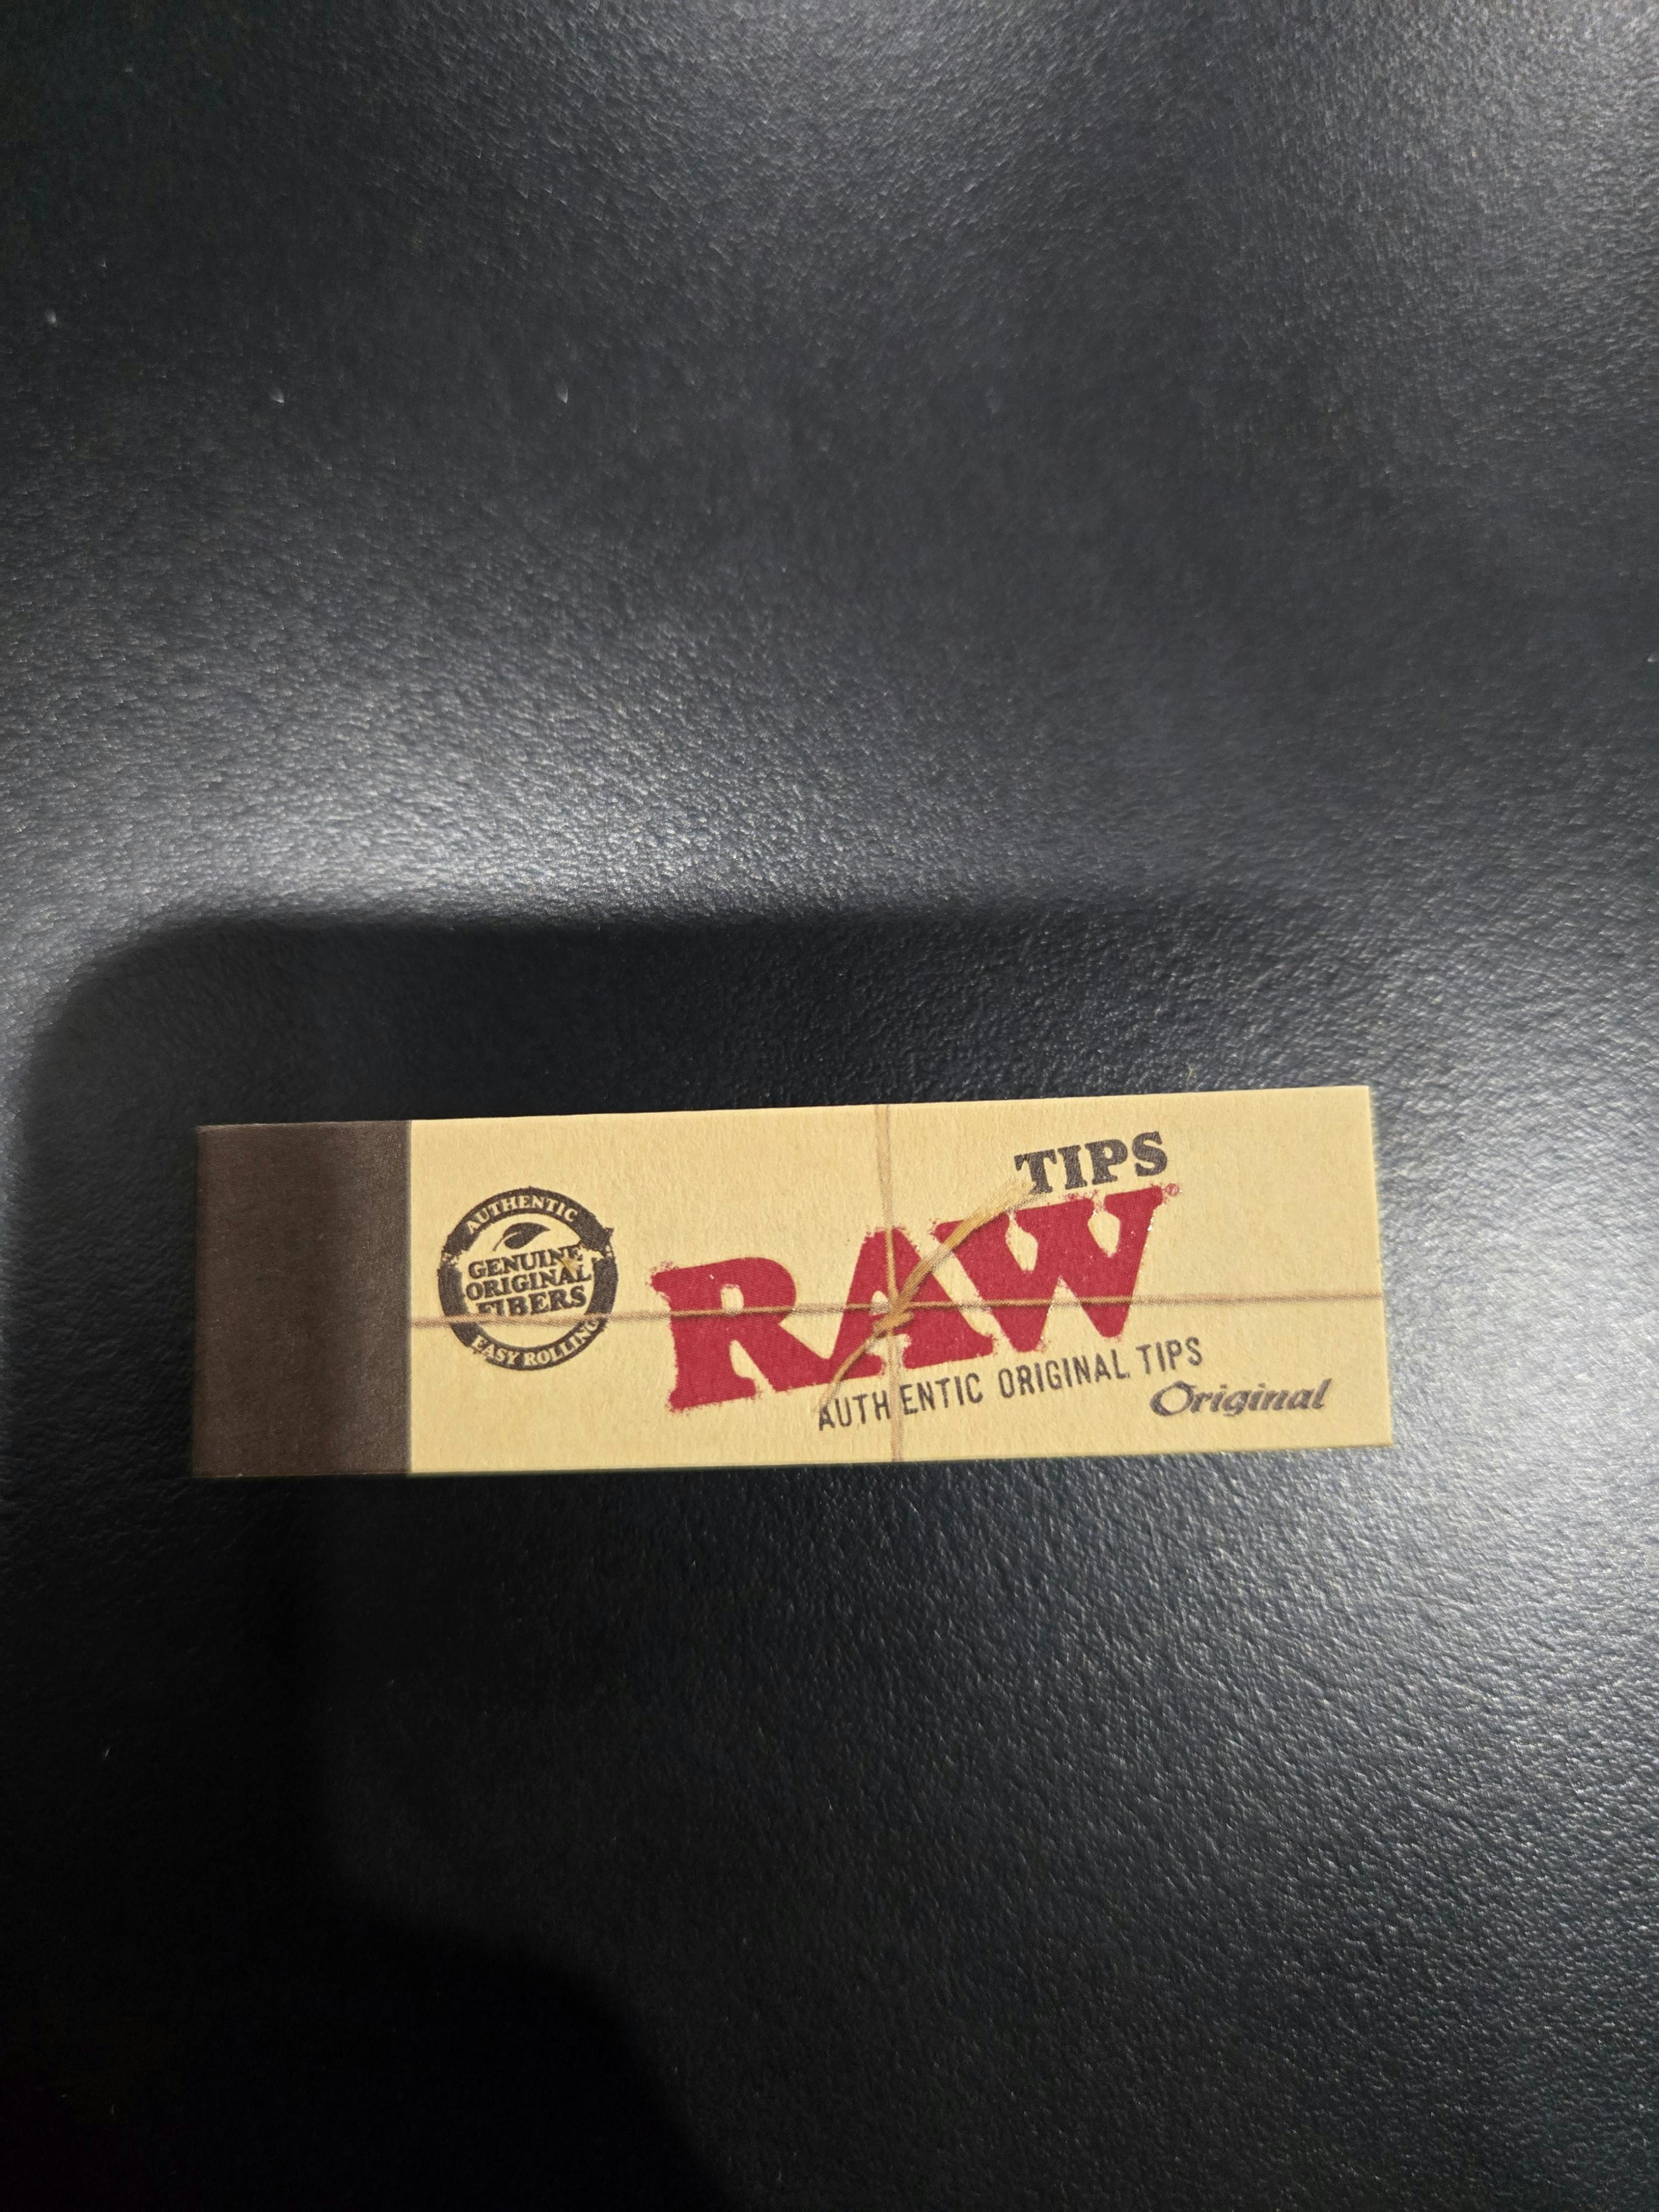 AUTHENTIC
GENUINE
ORIGINAL
FIBERS
EASY ROLLING
TIPS
RAW®
AUTHENTIC ORIGINAL TIPS
Original